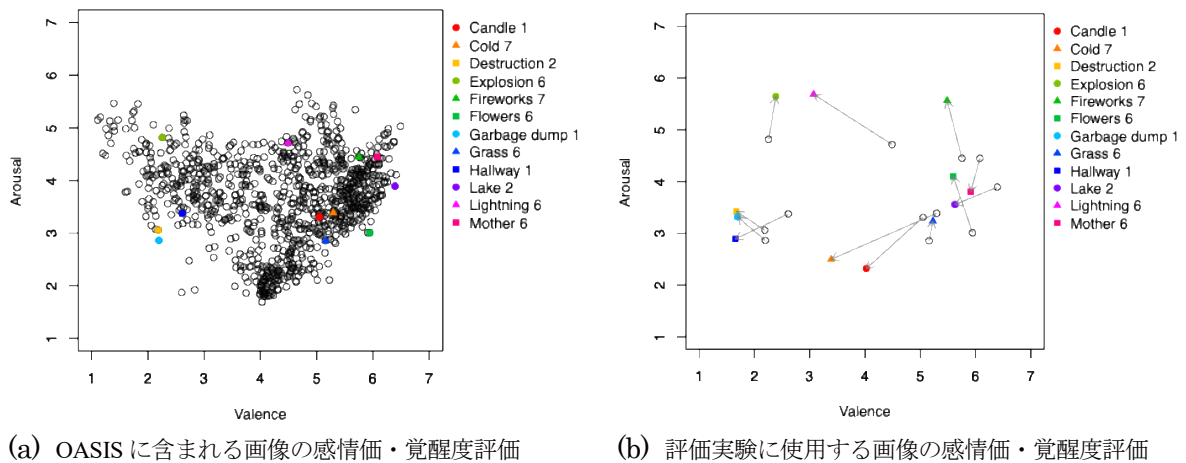 7
6
5
4
3
2
1
Arousal
1 2 3 4 5 6 7
Valence
Candle 1
Cold 7
Destruction 2
Explosion 6
Fireworks 7
Flowers 6
Garbage dump 1
Grass 6
Hallway 1
Lake 2
Lightning 6
Mother 6
(a) OASIS に含まれる画像の感情価・覚醒度評価
7
6
5
4
3
2
1
Arousal
1 2 3 4 5 6 7
Valence
Candle 1
Cold 7
Destruction 2
Explosion 6
Fireworks 7
Flowers 6
Garbage dump 1
Grass 6
Hallway 1
Lake 2
Lightning 6
Mother 6
(b) 評価実験に使用する画像の感情価・覚醒度評価